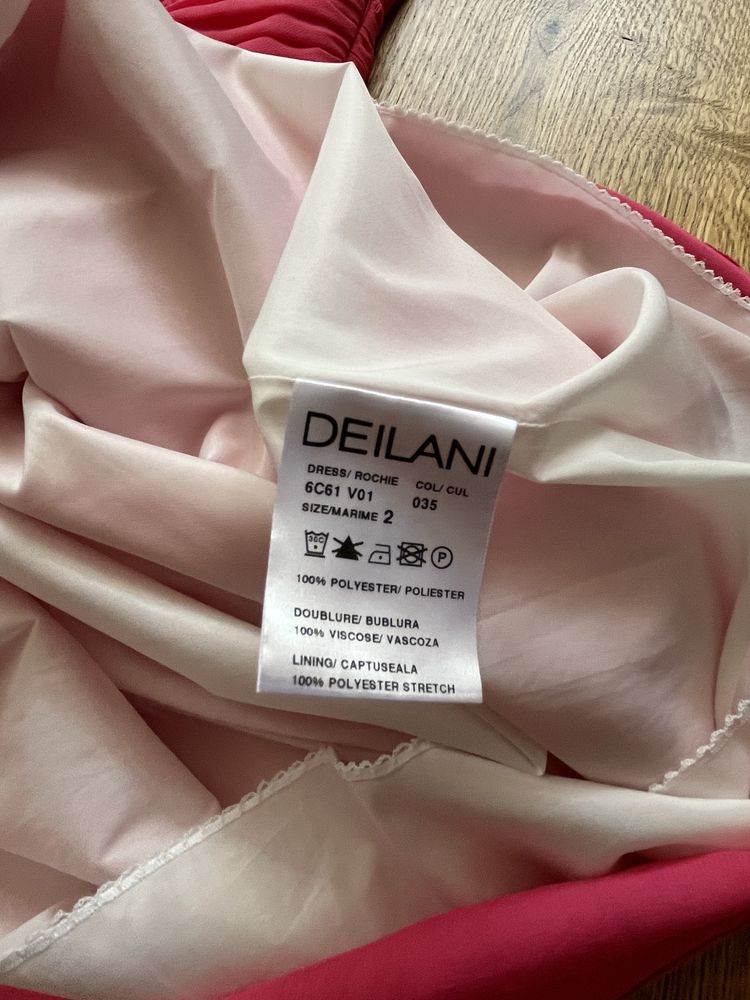 DEILANI
DRESS/ ROCHIE COL/ CUL
6C61 V01 035
SIZE/MARIME 2
30C
P
100% POLYESTER/ POLIESTER
DOUBLURE/ BUBLURA
100% VISCOSE/ VASCOZA
LINING/ CAPTUSEALA
100% POLYESTER STRETCH